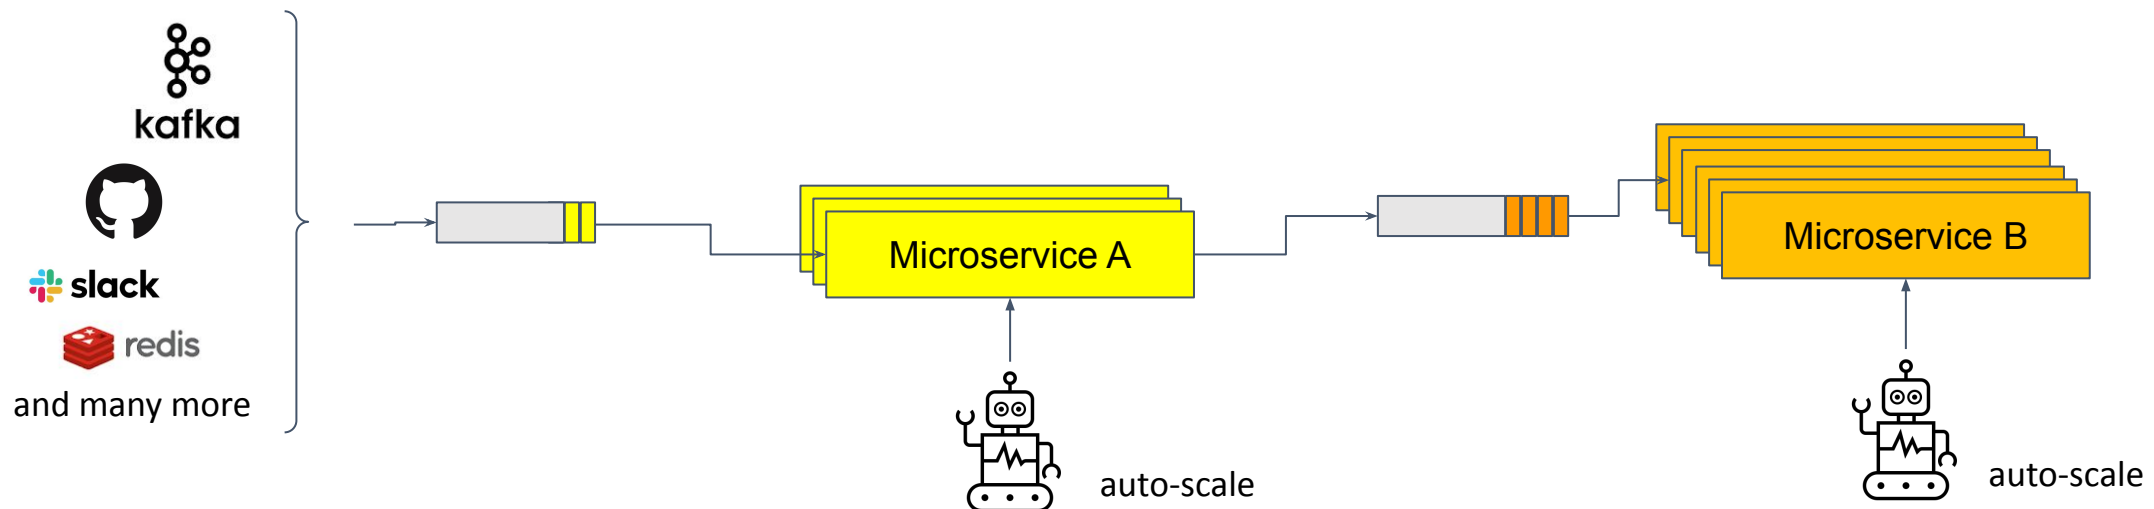 kafka
slack
redis
and many more
Microservice A
auto-scale
Microservice B
auto-scale